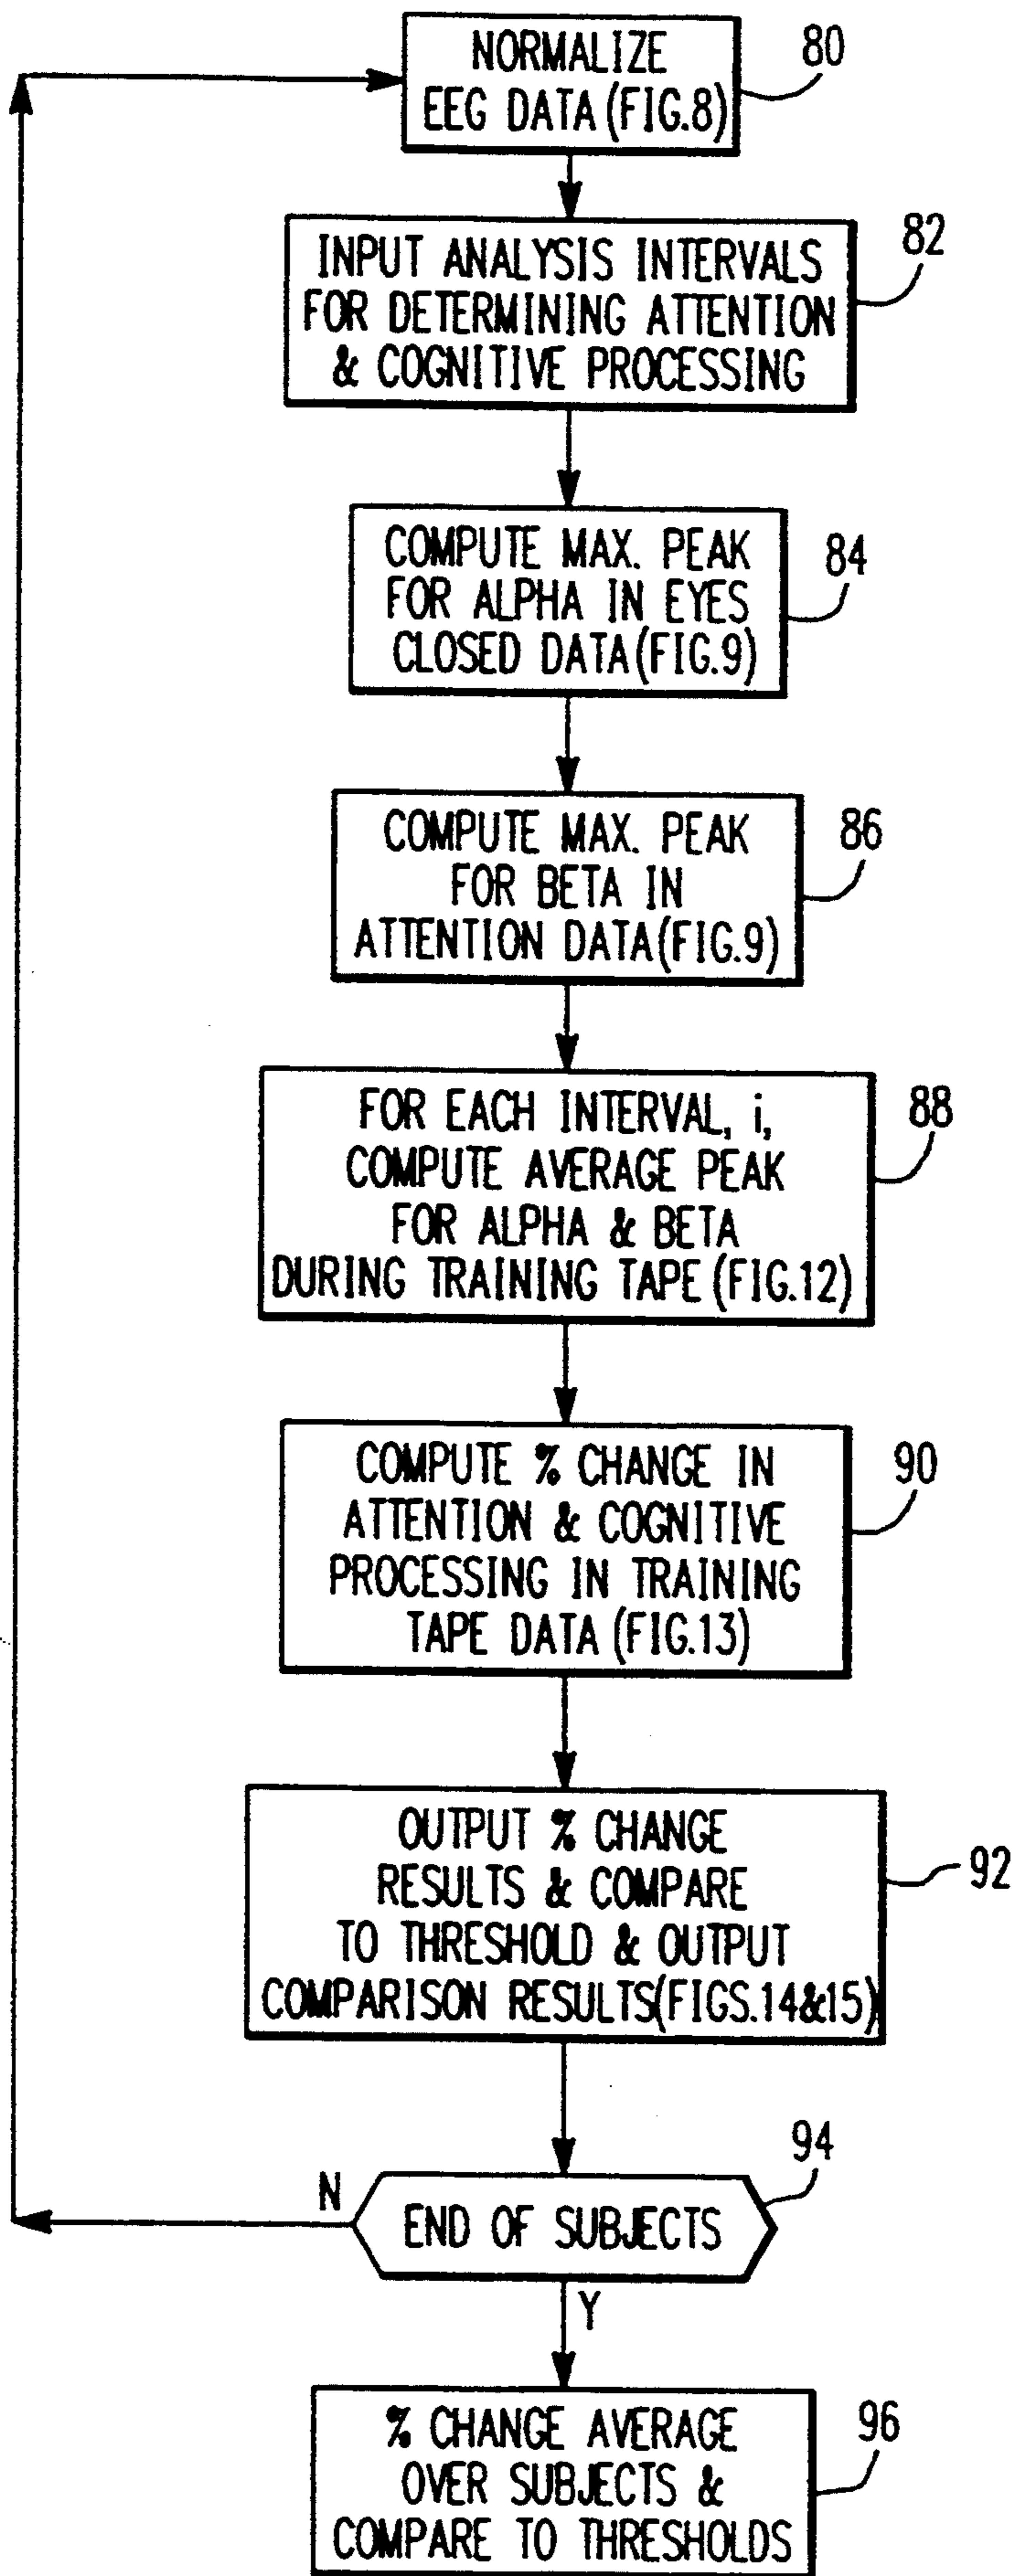 NORMALIZE
EEG DATA (FIG.8)
80
INPUT ANALYSIS INTERVALS
FOR DETERMINING ATTENTION
& COGNITIVE PROCESSING
82
COMPUTE MAX. PEAK
FOR ALPHA IN EYES
CLOSED DATA (FIG.9)
84
COMPUTE MAX. PEAK
FOR BETA IN
ATTENTION DATA (FIG.9)
86
FOR EACH INTERVAL, i,
COMPUTE AVERAGE PEAK
FOR ALPHA & BETA
DURING TRAINING TAPE (FIG.12)
88
COMPUTE % CHANGE IN
ATTENTION & COGNITIVE
PROCESSING IN TRAINING
TAPE DATA (FIG.13)
90
OUTPUT % CHANGE
RESULTS & COMPARE
TO THRESHOLD & OUTPUT
COMPARISON RESULTS (FIGS.14&15)
92
94
N
END OF SUBJECTS
Y
% CHANGE AVERAGE
OVER SUBJECTS &
COMPARE TO THRESHOLDS
96